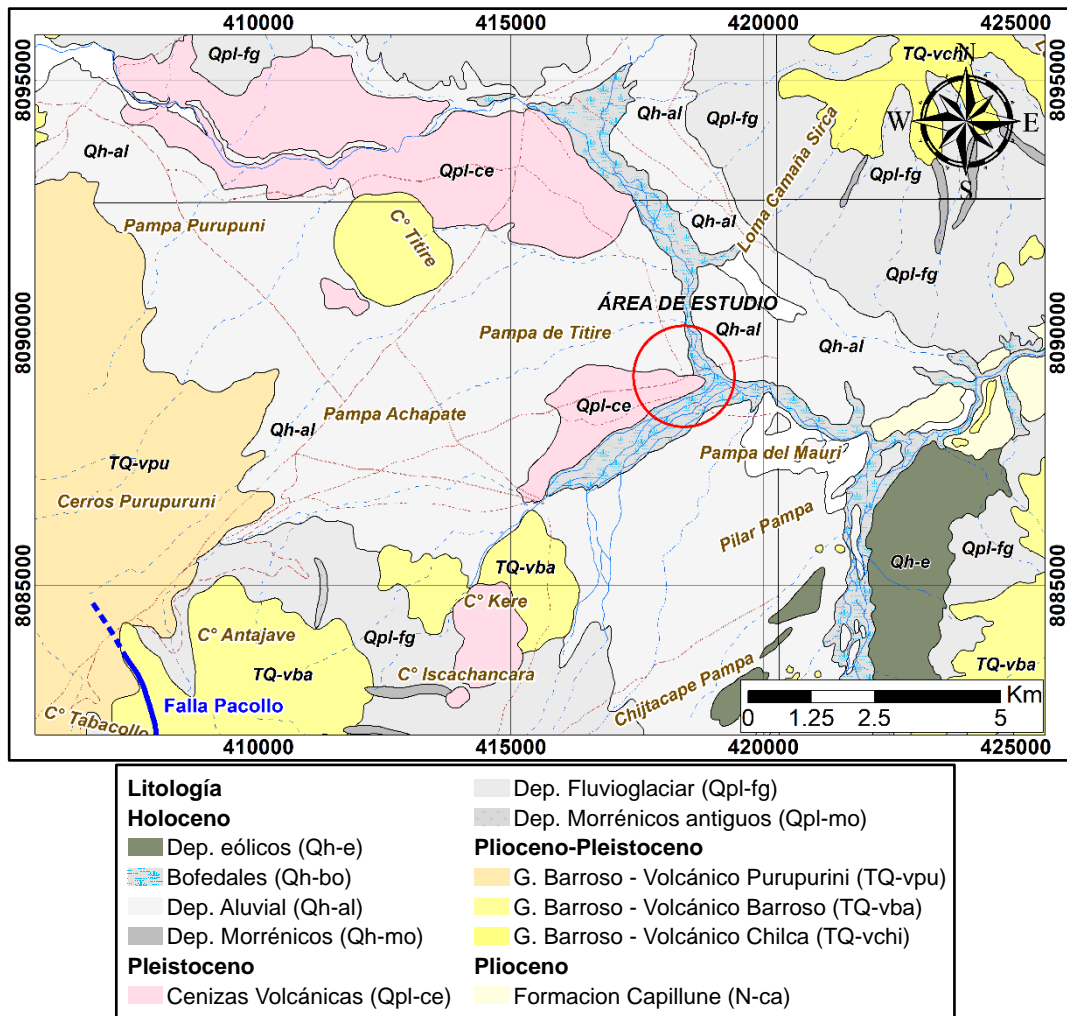 410000 415000 420000 425000
8095000 8095000
Qpl-fg
TQ-vchi
N
Qh-al
Qpl-fg
W E
Qh-al
Qpl-ce
Loma Camaña Sirca
Qpl-fg
S
Pampa Purupuni
C° Titire
Qh-al
Qpl-fg
ÁREA DE ESTUDIO
8090000 8090000
Pampa de Titire
Qh-al
Qh-al
Qpl-ce
Pampa Achapate
Qh-al
Pampa del Mauri
TQ-vpu
Cerros Purupuruni
Pilar Pampa
Qpl-fg
8085000 8085000
TQ-vba
Qh-e
C° Kere
C° Antajave
Qpl-fg
TQ-vba
C° Iscachancara
TQ-vba
Chijtacape Pampa
Km
Falla Pacollo
C° Tabacollo
0 1.25 2.5 5
410000 415000 420000 425000
Litología
Holoceno
Dep. eólicos (Qh-e)
Bofedales (Qh-bo)
Dep. Aluvial (Qh-al)
Dep. Morrénicos (Qh-mo)
Pleistoceno
Cenizas Volcánicas (Qpl-ce)
Dep. Fluvioglaciar (Qpl-fg)
Dep. Morrénicos antiguos (Qpl-mo)
Plioceno-Pleistoceno
G. Barroso - Volcánico Purupurini (TQ-vpu)
G. Barroso - Volcánico Barroso (TQ-vba)
G. Barroso - Volcánico Chilca (TQ-vchi)
Plioceno
Formacion Capillune (N-ca)